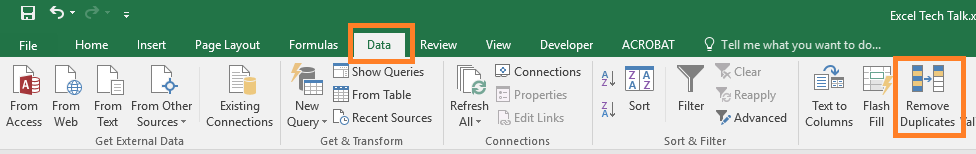 Excel Tech Talk.x
File Home Insert Page Layout Formulas Data Review View Developer ACROBAT Tell me what you want to do...
From Access
From Web
From Text
From Other Sources
Existing Connections
Get External Data
New Query
Show Queries
From Table
Recent Sources
Get & Transform
Refresh All
Connections
Properties
Edit Links
Connections
A Z
Z A
Z A A Z
Sort
Filter
Clear
Reapply
Advanced
Sort & Filter
Text to Columns
Flash Fill
Remove Duplicates